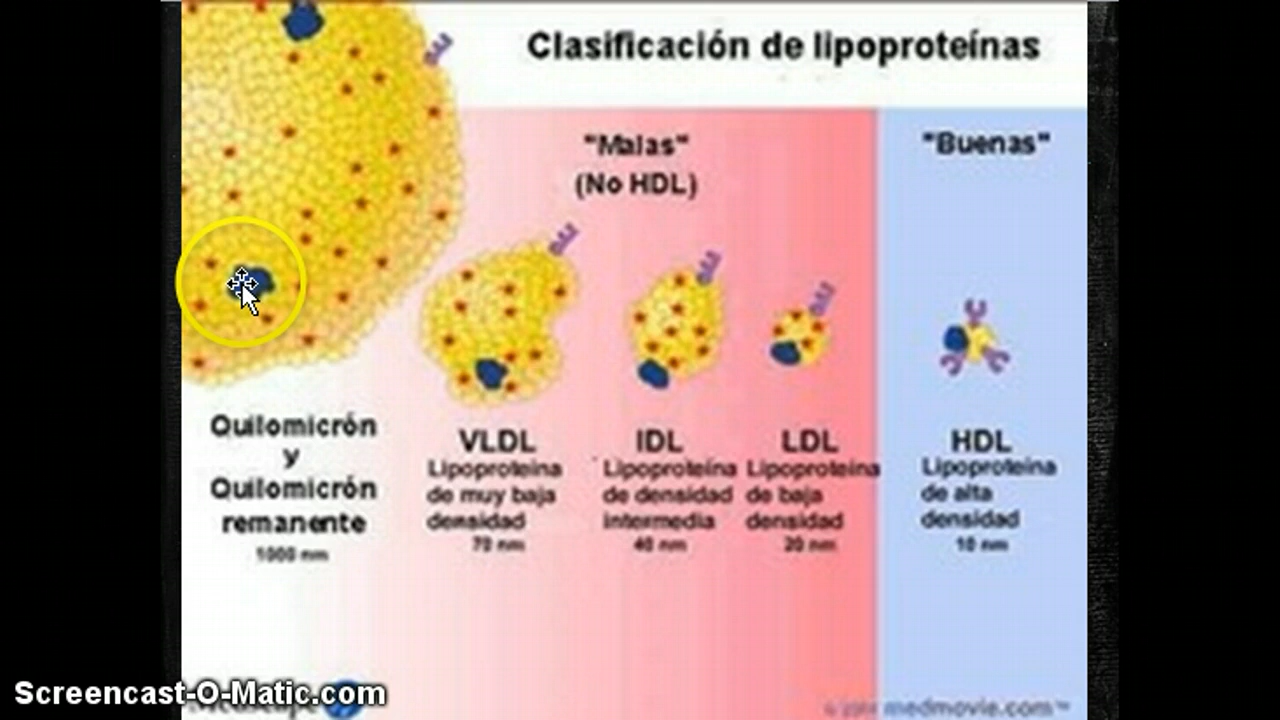 Clasificación de lipoproteínas
"Malas"
(No HDL)
"Buenas"
Quilomicrón
y
Quilomicrón
remanente
1000 nm
VLDL
Lipoproteína
de muy baja
densidad
70 nm
IDL
Lipoproteína
de densidad
intermedia
40 nm
LDL
Lipoproteína
de baja
densidad
20 nm
HDL
Lipoproteína
de alta
densidad
10 nm
Screencast-O-Matic.com
medmovie.com™